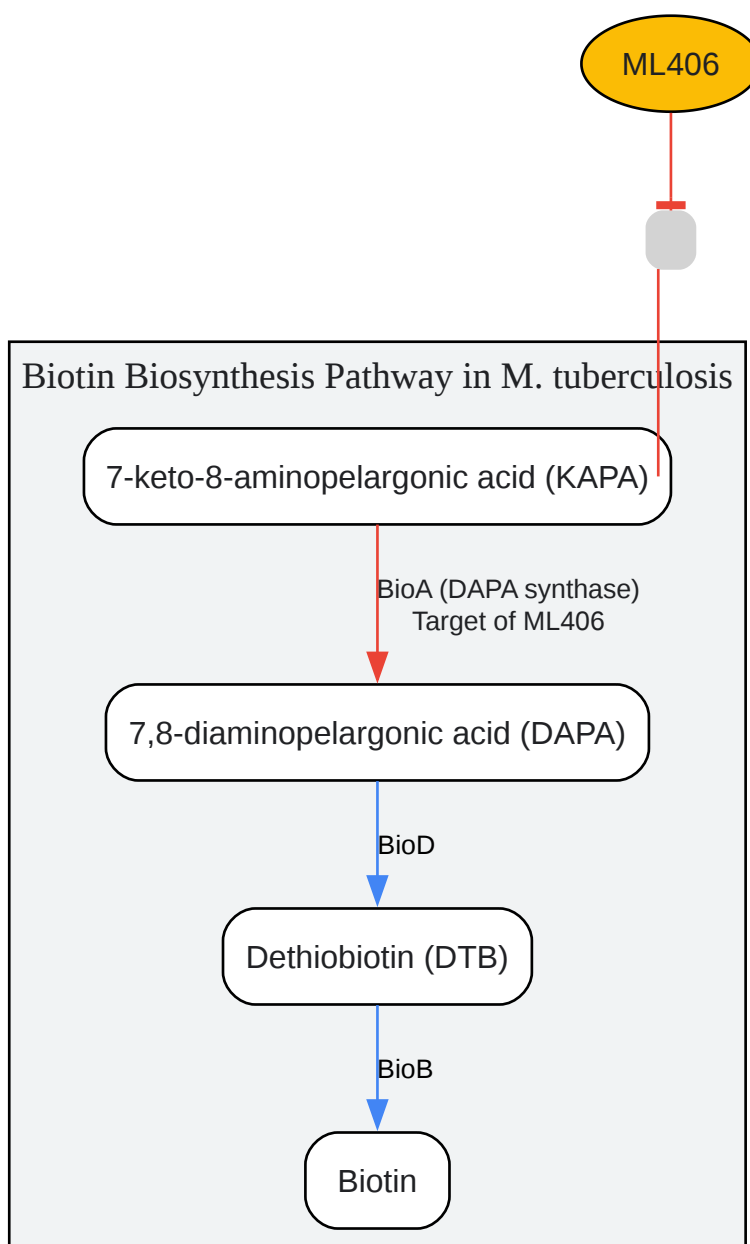 ML406
Biotin Biosynthesis Pathway in M. tuberculosis
7-keto-8-aminopelargonic acid (KAPA)
BioA (DAPA synthase)
Target of ML406
7,8-diaminopelargonic acid (DAPA)
BioD
Dethiobiotin (DTB)
BioB
Biotin